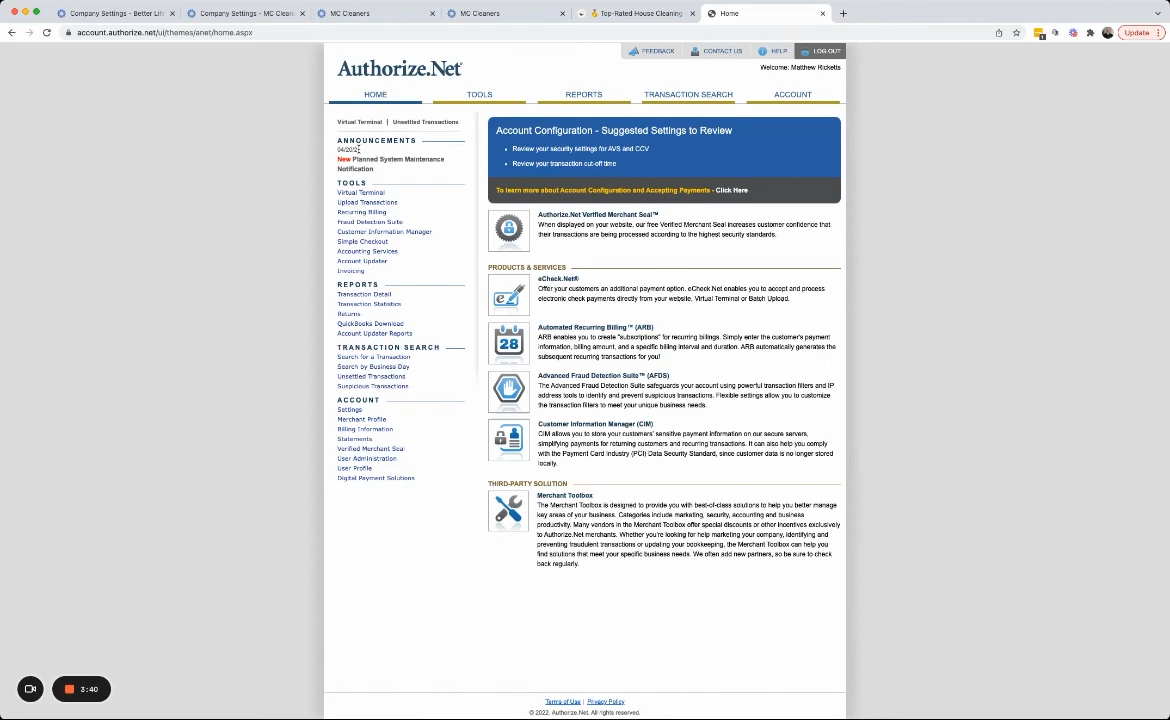 Company Settings - Better Life
Company Settings - MC Clean
MC Cleaners
MC Cleaners
Top-Rated House Cleaning
Home
account.authorize.net/ui/themes/anet/home.aspx
Update
FEEDBACK
CONTACT US
HELP
LOG OUT
Authorize.Net
Welcome: Matthew Ricketts
HOME
TOOLS
REPORTS
TRANSACTION SEARCH
ACCOUNT
Virtual Terminal | Unsettled Transactions
ANNOUNCEMENTS
New Planned System Maintenance
Notification
TOOLS
Virtual Terminal
Upload Transactions
Recurring Billing
Fraud Detection Suite
Customer Information Manager
Simple Checkout
Accounting Services
Account Updater
Invoicing
REPORTS
Transaction Detail
Transaction Statistics
Returns
QuickBooks Download
Account Updater Reports
TRANSACTION SEARCH
Search for a Transaction
Search by Business Day
Unsettled Transactions
Suspicious Transactions
ACCOUNT
Settings
Merchant Profile
Billing Information
Statements
Verified Merchant Seal
User Administration
User Profile
Digital Payment Solutions
Account Configuration - Suggested Settings to Review
• Review your security settings for AVS and CCV
• Review your transaction cut-off time
To learn more about Account Configuration and Accepting Payments - Click Here
Authorize.Net Verified Merchant Seal™
When displayed on your website, our free Verified Merchant Seal increases customer confidence that
their transactions are being processed according to the highest security standards.
PRODUCTS & SERVICES
eCheck.Net®
Offer your customers an additional payment option. eCheck.Net enables you to accept and process
electronic check payments directly from your website, Virtual Terminal or Batch Upload.
28
Automated Recurring Billing™ (ARB)
ARB enables you to create "subscriptions" for recurring billings. Simply enter the customer's payment
information, billing amount, and a specific billing interval and duration. ARB automatically generates the
subsequent recurring transactions for you!
Advanced Fraud Detection Suite™ (AFDS)
The Advanced Fraud Detection Suite safeguards your account using powerful transaction filters and IP
address tools to identify and prevent suspicious transactions. Flexible settings allow you to customize
the transaction filters to meet your unique business needs.
Customer Information Manager (CIM)
CIM allows you to store your customers' sensitive payment information on our secure servers,
simplifying payments for returning customers and recurring transactions. It can also help you comply
with the Payment Card Industry (PCI) Data Security Standard, since customer data is no longer stored
locally.
THIRD-PARTY SOLUTION
Merchant Toolbox
The Merchant Toolbox is designed to provide you with best-of-class solutions to help you better manage
key areas of your business. Categories include marketing, security, accounting and business
productivity. Many vendors in the Merchant Toolbox offer special discounts or other incentives exclusively
to Authorize.Net merchants. Whether you're looking for help marketing your company, identifying and
preventing fraudulent transactions or updating your bookkeeping, the Merchant Toolbox can help you
find solutions that meet your specific business needs. We often add new partners, so be sure to check
back regularly.
3:40
Terms of Use | Privacy Policy
© 2022. Authorize.Net. All rights reserved.